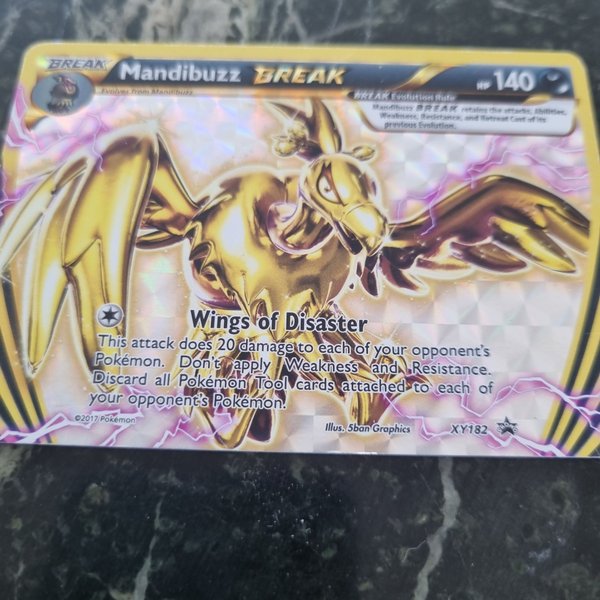 BREAK
Mandibuzz BREAK HP 140
Evolves from Mandibuzz
BREAK Evolution Rule
Mandibuzz BREAK retains the attacks, Abilities,
Weakness, Resistance, and Retreat Cost of its
previous Evolution.
Wings of Disaster
This attack does 20 damage to each of your opponent's
Pokémon. Don't apply Weakness and Resistance.
Discard all Pokémon Tool cards attached to each of
your opponent's Pokémon.
©2017 Pokémon
Illus. 5ban Graphics XY182